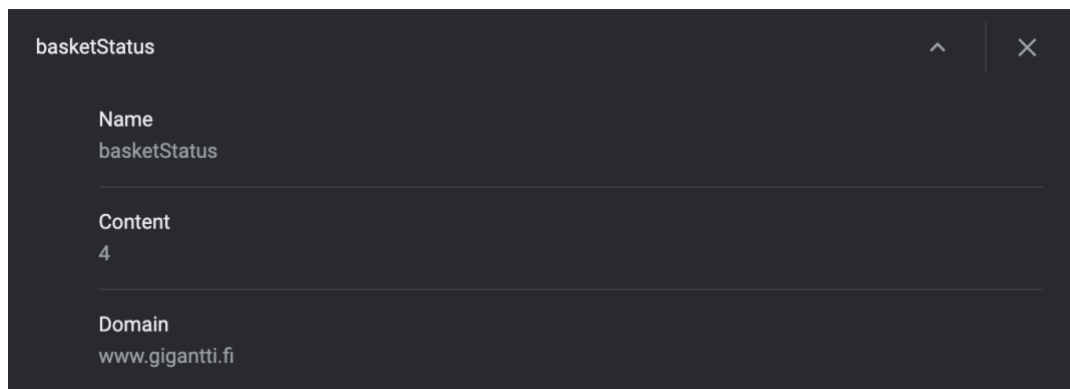 basketStatus
Name
basketStatus
Content
4
Domain
www.gigantti.fi